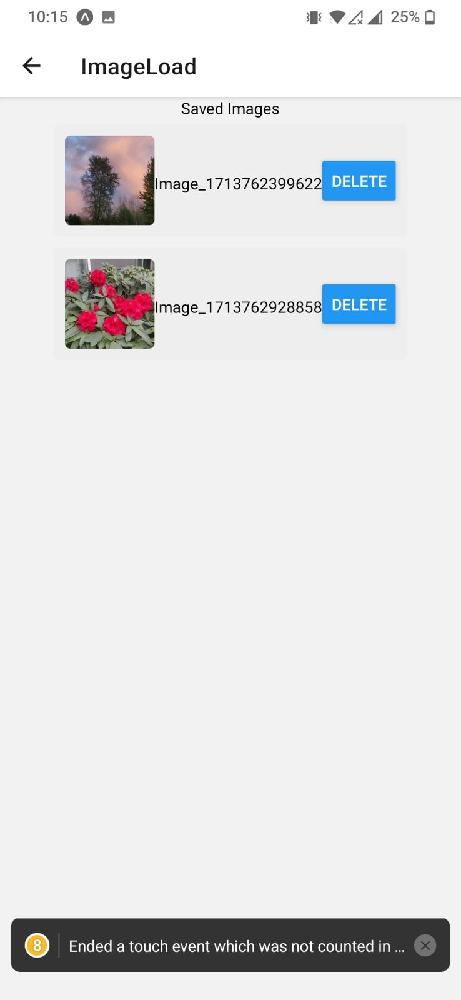 10:15 25%
ImageLoad
Saved Images
Image_1713762399622 DELETE
Image_1713762928858 DELETE
8 Ended a touch event which was not counted in ...